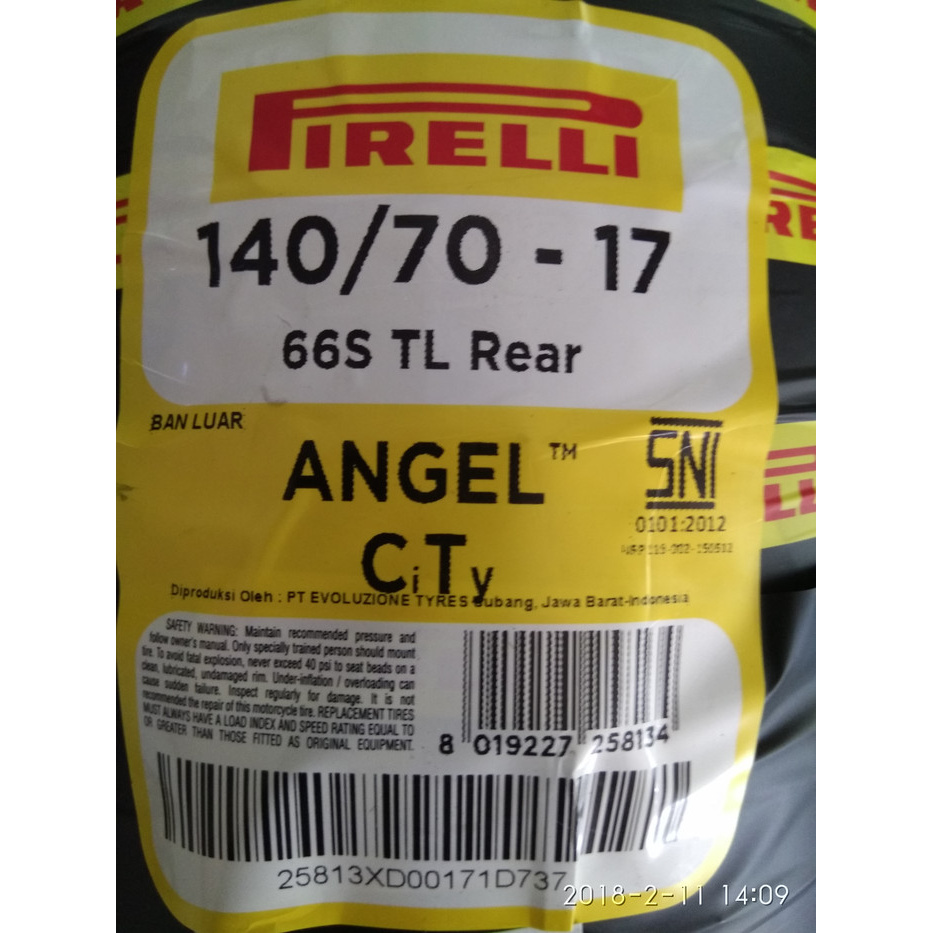 PIRELLI
140/70 - 17
66S TL Rear
BAN LUAR
ANGEL™
CiTy
SNI
0101:2012
Diproduksi Oleh : PT EVOLUZIONE TYRES Subang, Jawa Barat-Indonesia
SAFETY WARNING: Maintain recommended pressure and
follow owner's manual. Only specially trained person should mount
tire. To avoid fatal explosion, never exceed 40 psi to seat beads on a
clean, lubricated, undamaged rim. Under-inflation / overloading can
cause sudden failure. Inspect regularly for damage. It is not
recommended the repair of this motorcycle tire. REPLACEMENT TIRES
MUST ALWAYS HAVE A LOAD INDEX AND SPEED RATING EQUAL TO
OR GREATER THAN THOSE FITTED AS ORIGINAL EQUIPMENT.
8 019227 258134
25813XD00171D737
2018-2-11 14:09